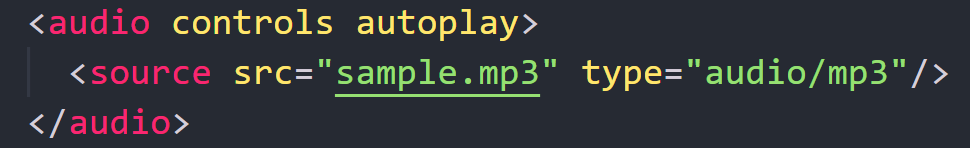 <audio controls autoplay>
<source src="sample.mp3" type="audio/mp3"/>
</audio>